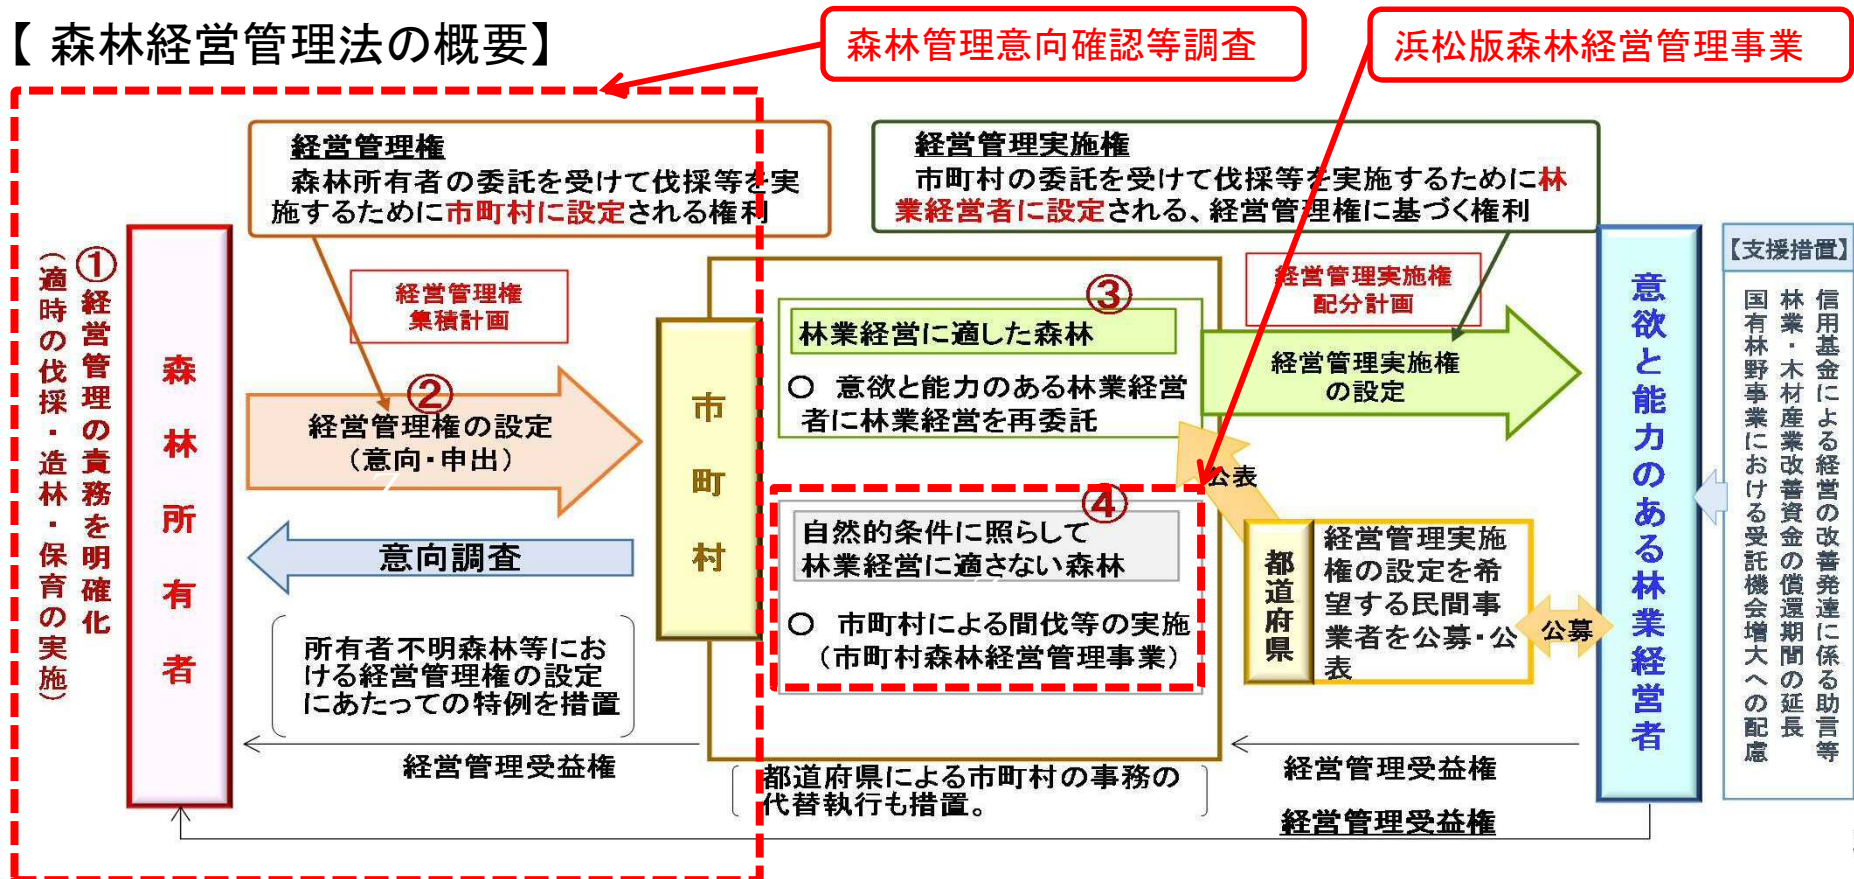 【 森林経営管理法の概要】
森林管理意向確認等調査
浜松版森林経営管理事業
経営管理権
森林所有者の委託を受けて伐採等を実
施するために市町村に設定される権利
経営管理実施権
市町村の委託を受けて伐採等を実施するために林
業経営者に設定される、経営管理権に基づく権利
①経営管理の責務を明確化
（適時の伐採・造林・保育の実施）
森林所有者
経営管理権
集積計画
②
経営管理権の設定
（意向・申出）
意向調査
所有者不明森林等にお
ける経営管理権の設定
にあたっての特例を措置
経営管理受益権
市町村
③
林業経営に適した森林
○ 意欲と能力のある林業経営
者に林業経営を再委託
④
自然的条件に照らして
林業経営に適さない森林
○ 市町村による間伐等の実施
（市町村森林経営管理事業）
都道府県による市町村の事務の
代替執行も措置。
経営管理実施権
配分計画
経営管理実施権
の設定
公表
都道府県
経営管理実施
権の設定を希
望する民間事
業者を公募・公
表
公募
経営管理受益権
経営管理受益権
意欲と能力のある林業経営者
【支援措置】
信用基金による経営の改善発達に係る助言等
林業・木材産業改善資金の償還期間の延長
国有林野事業における受託機会増大への配慮